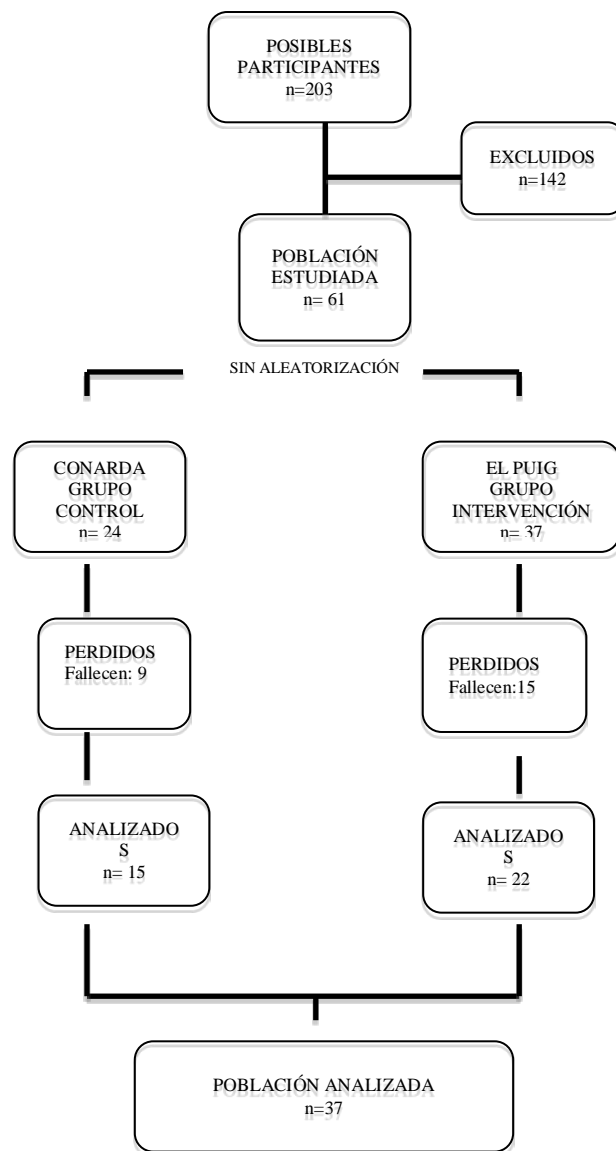 POSIBLES
PARTICIPANTES
n=203
EXCLUIDOS
n=142
POBLACIÓN
ESTUDIADA
n= 61
SIN ALEATORIZACIÓN
CONARDA
GRUPO
CONTROL
n= 24
EL PUIG
GRUPO
INTERVENCIÓN
n= 37
PERDIDOS
Fallecen: 9
PERDIDOS
Fallecen:15
ANALIZADO
S
n= 15
ANALIZADO
S
n= 22
POBLACIÓN ANALIZADA
n=37